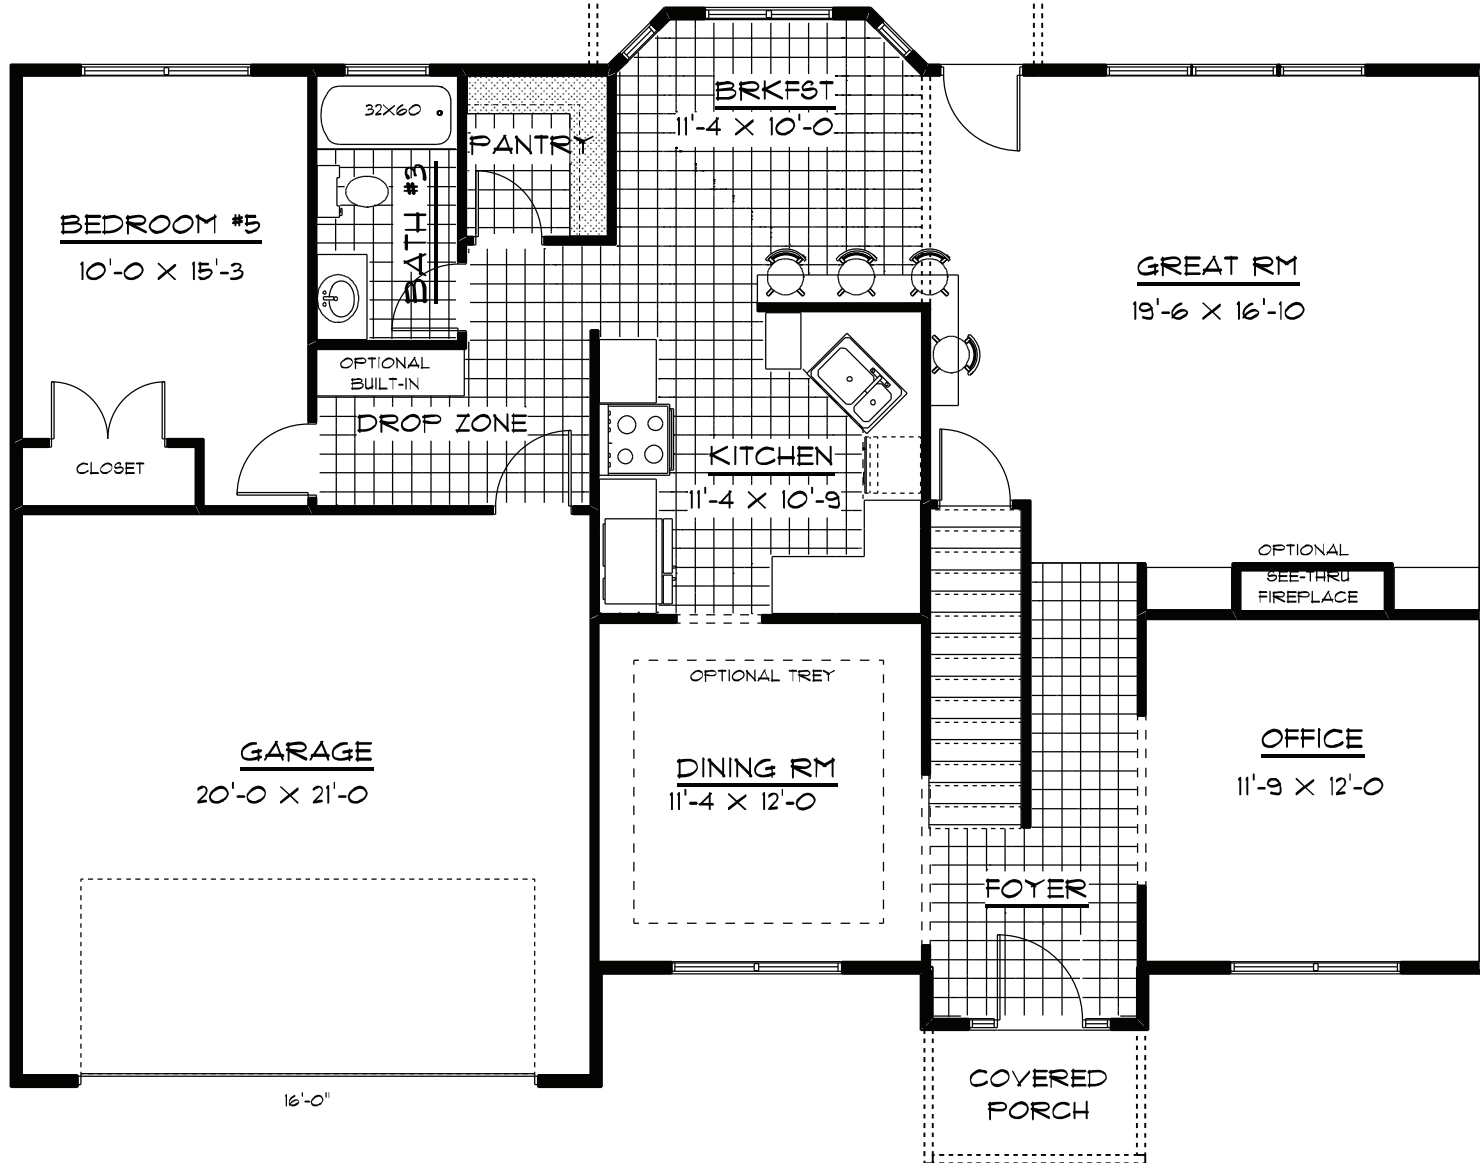 BRKFST
11'-4 X 10'-0
32X60
PANTRY
BATH #3
BEDROOM #5
10'-0 X 15'-3
GREAT RM
19'-6 X 16'-10
OPTIONAL
BUILT-IN
DROP ZONE
CLOSET
KITCHEN
11'-4 X 10'-9
OPTIONAL
SEE-THRU
FIREPLACE
OPTIONAL TREY
GARAGE
20'-0 X 21'-0
DINING RM
11'-4 X 12'-0
OFFICE
11'-9 X 12'-0
FOYER
COVERED
PORCH
16'-0"